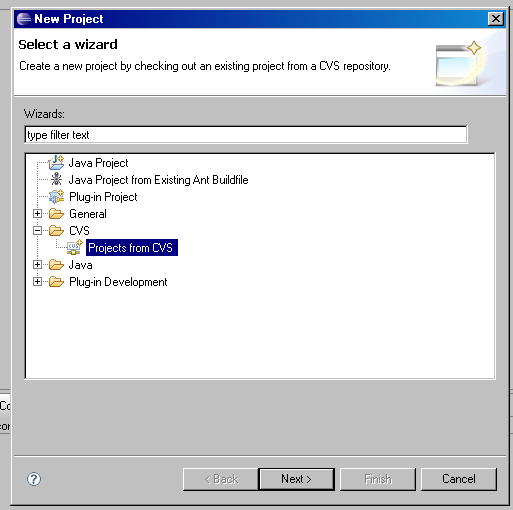 New Project
Select a wizard
Create a new project by checking out an existing project from a CVS repository.
Wizards:
type filter text
Java Project
Java Project from Existing Ant Buildfile
Plug-in Project
General
CVS
Projects from CVS
Java
Plug-in Development
< Back
Next >
Finish
Cancel